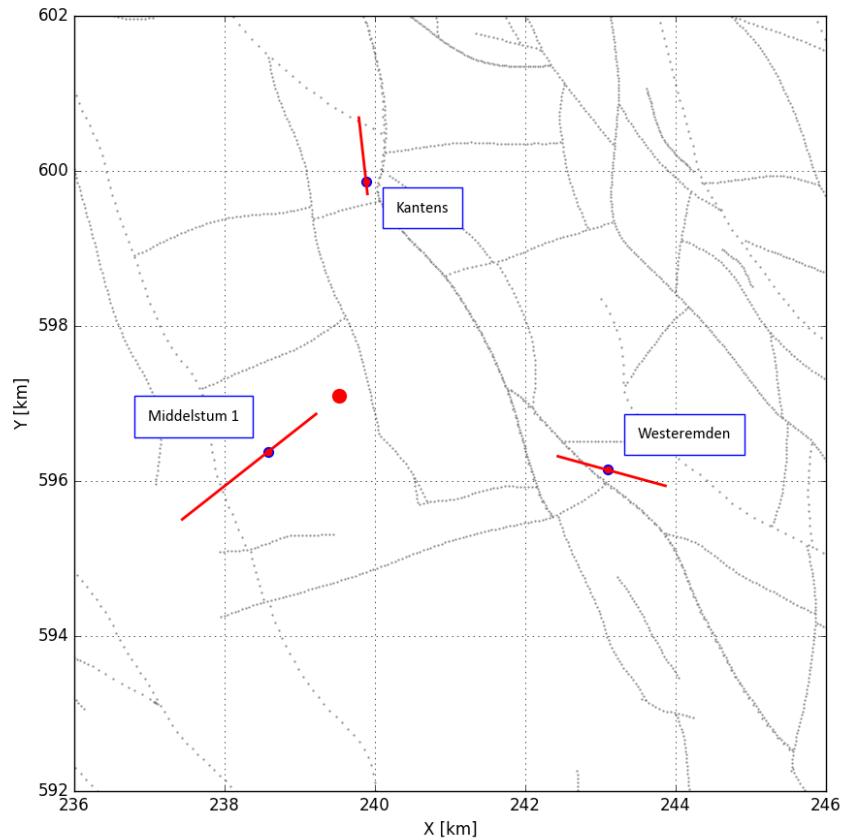 602
600
598
596
594
592
Y [km]
Kantens
Middelstum 1
Westeremden
236
238
240
242
244
246
X [km]